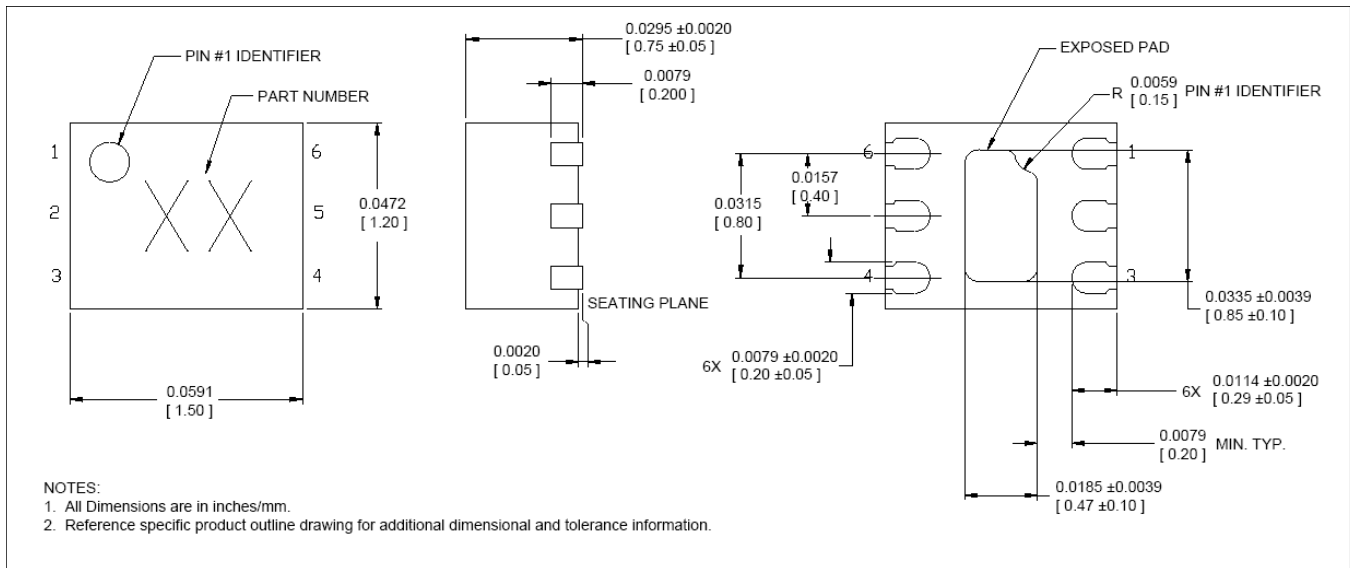 PIN #1 IDENTIFIER
PART NUMBER
1
2
3
6
5
4
XX
0.0472
[ 1.20 ]
0.0591
[ 1.50 ]
0.0295 ±0.0020
[ 0.75 ±0.05 ]
0.0079
[ 0.200 ]
SEATING PLANE
0.0020
[ 0.05 ]
EXPOSED PAD
R 0.0059 PIN #1 IDENTIFIER
[ 0.15 ]
6
4
1
3
0.0157
[ 0.40 ]
0.0315
[ 0.80 ]
0.0335 ±0.0039
[ 0.85 ±0.10 ]
6X 0.0079 ±0.0020
[ 0.20 ±0.05 ]
6X 0.0114 ±0.0020
[ 0.29 ±0.05 ]
0.0079 MIN. TYP.
[ 0.20 ]
0.0185 ±0.0039
[ 0.47 ±0.10 ]
NOTES:
1. All Dimensions are in inches/mm.
2. Reference specific product outline drawing for additional dimensional and tolerance information.